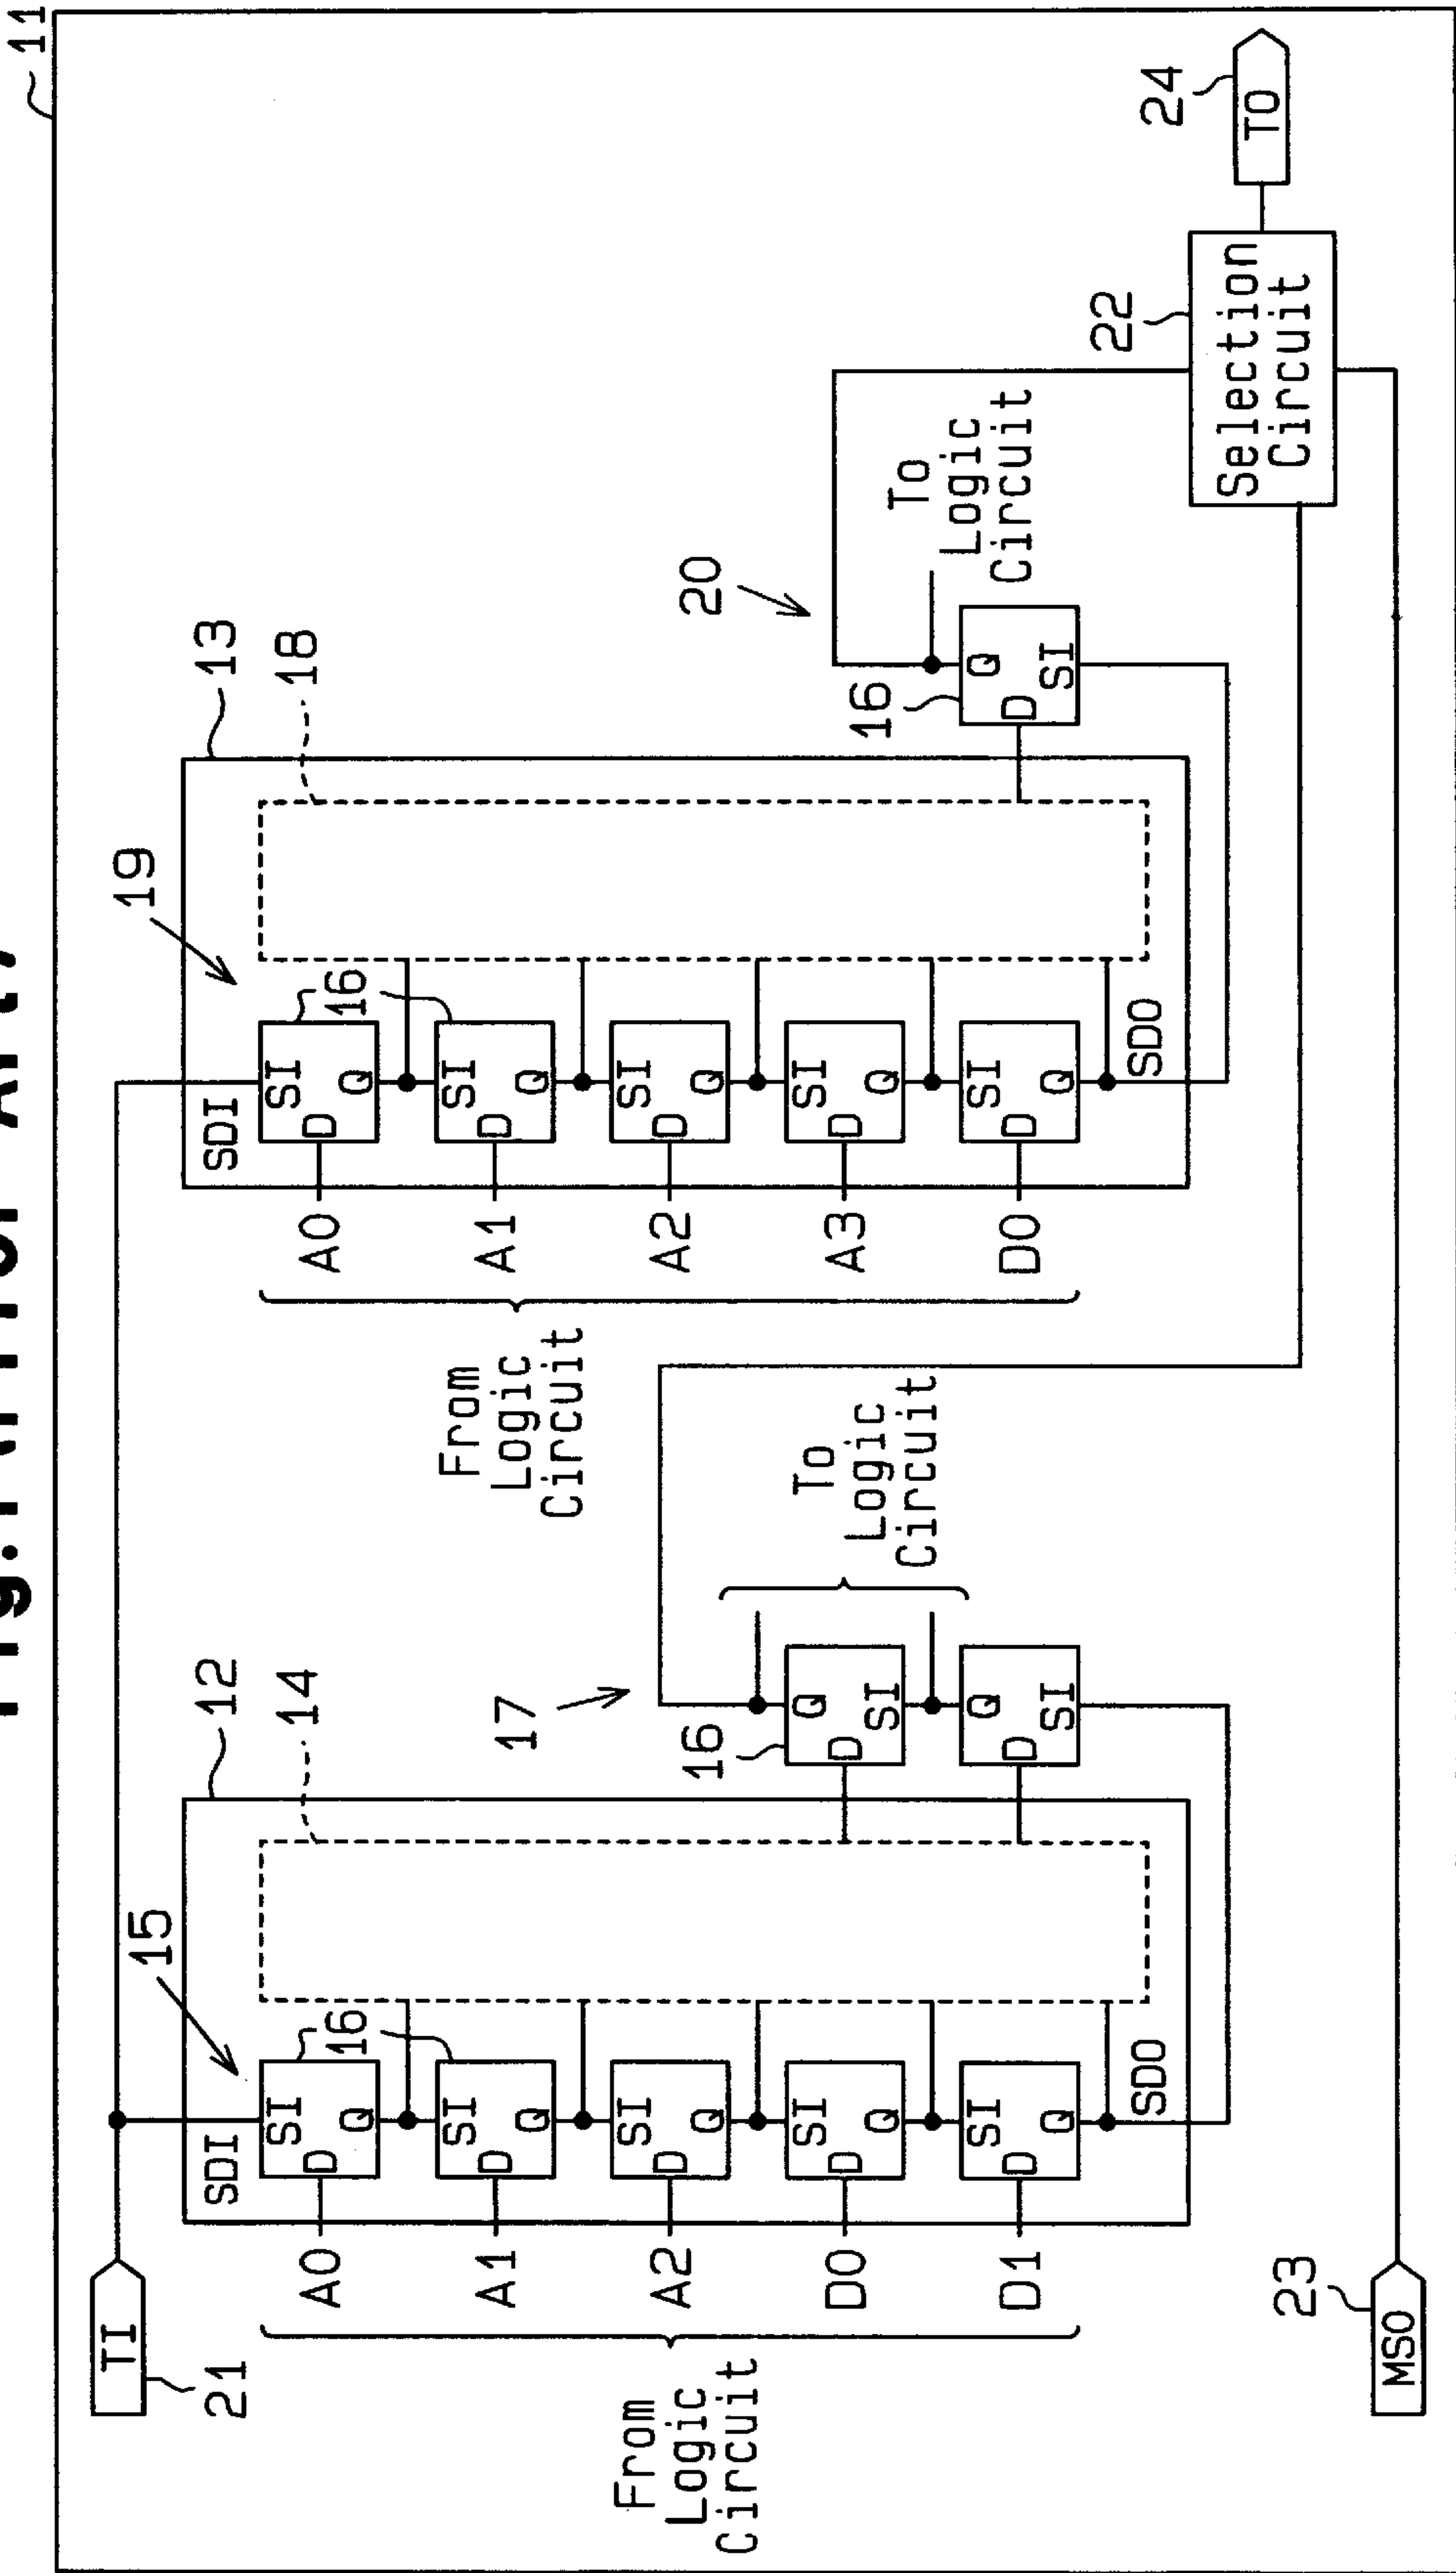 11
TI
21
SDI
15
12
14
16
A0
A1
A2
D0
D1
From
Logic
Circuit
SI
D
Q
SI
D
Q
SI
D
Q
SI
D
Q
SI
D
Q
SDO
17
16
Q
D
SI
Q
D
SI
To
Logic
Circuit
SDI
19
13
18
16
A0
A1
A2
A3
D0
From
Logic
Circuit
SI
D
Q
SI
D
Q
SI
D
Q
SI
D
Q
SI
D
Q
SDO
20
16
Q
D
SI
To
Logic
Circuit
22
Selection
Circuit
24
TO
23
MSO